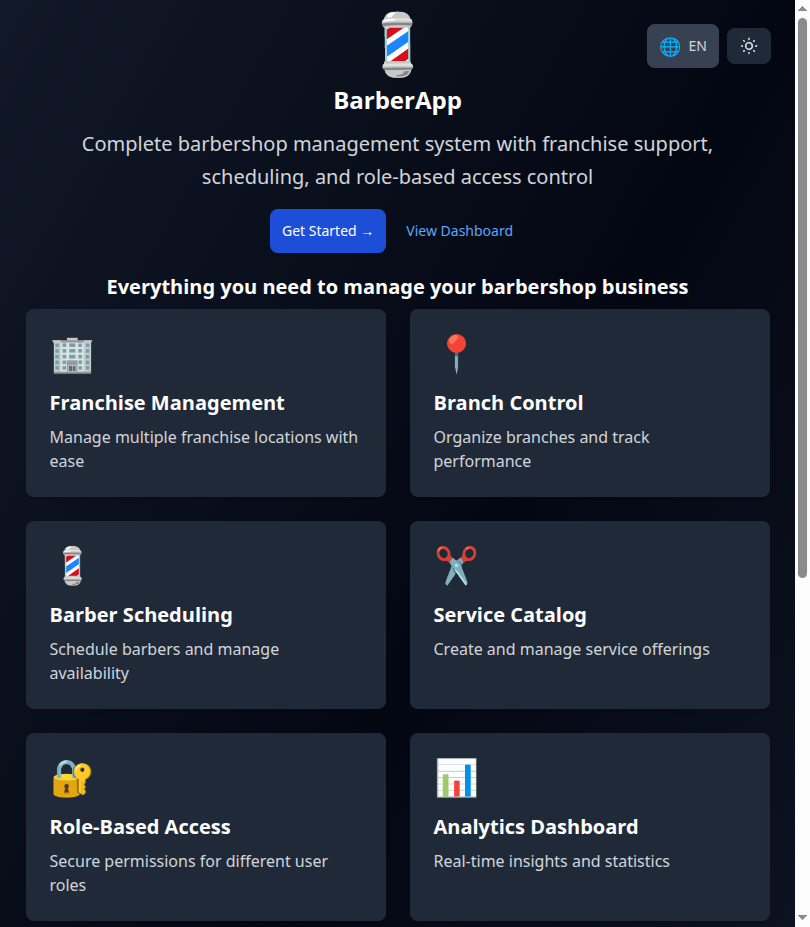 EN
BarberApp
Complete barbershop management system with franchise support,
scheduling, and role-based access control
Get Started →
View Dashboard
Everything you need to manage your barbershop business
Franchise Management
Manage multiple franchise locations with
ease
Branch Control
Organize branches and track
performance
Barber Scheduling
Schedule barbers and manage
availability
Service Catalog
Create and manage service offerings
Role-Based Access
Secure permissions for different user
roles
Analytics Dashboard
Real-time insights and statistics